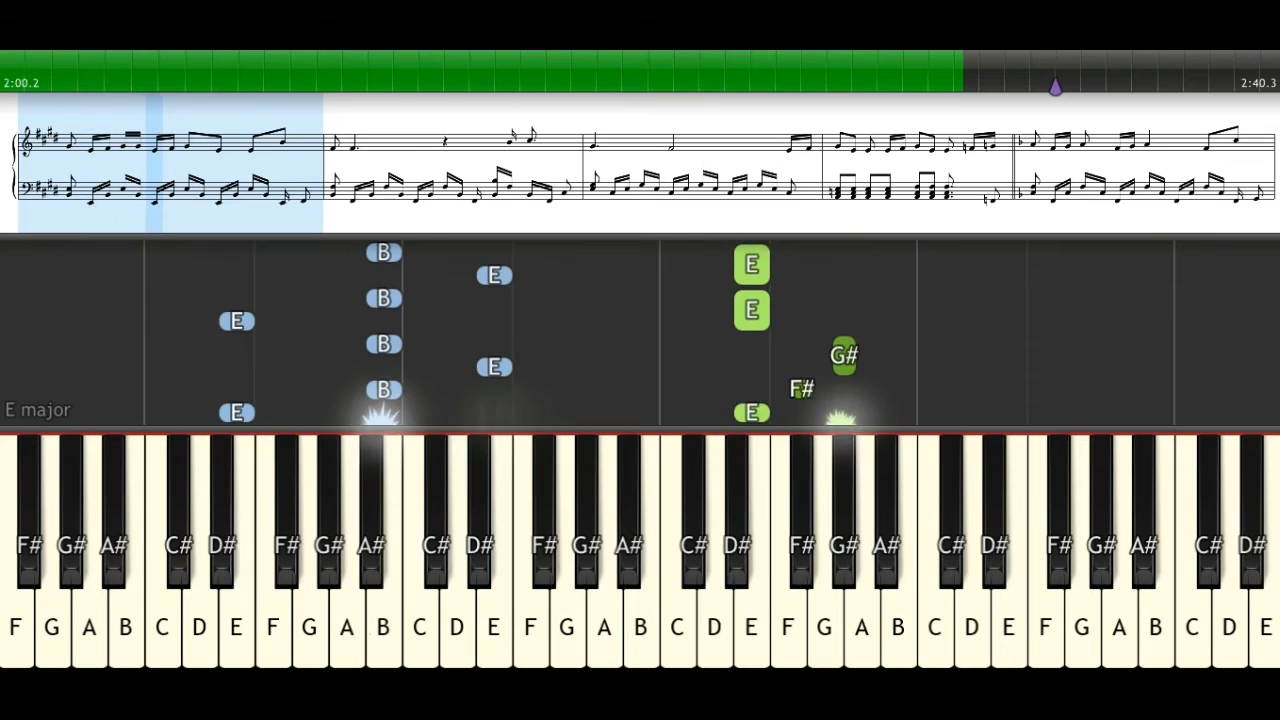 2:00.2 2:40.3
B
E E
B E
E
B G#
E
B F#
E major E E
F# G# A# C# D# F# G# A# C# D# F# G# A# C# D# F# G# A# C# D# F# G# A# C# D#
F G A B C D E F G A B C D E F G A B C D E F G A B C D E F G A B C D E